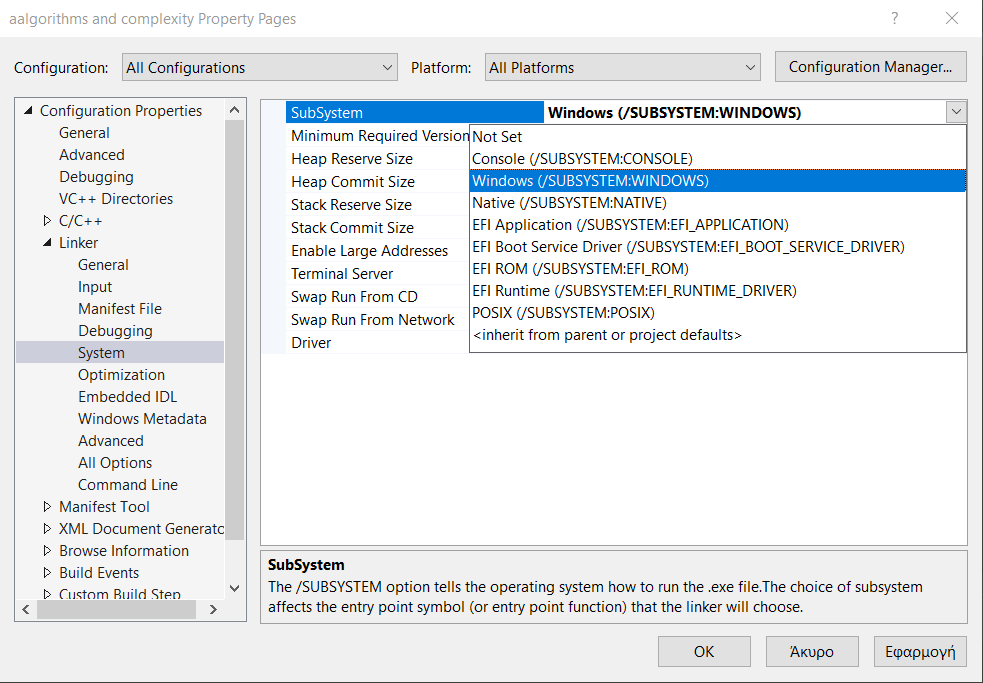 aalgorithms and complexity Property Pages
?
Configuration: All Configurations Platform: All Platforms Configuration Manager...
Configuration Properties
General
Advanced
Debugging
VC++ Directories
C/C++
Linker
General
Input
Manifest File
Debugging
System
Optimization
Embedded IDL
Windows Metadata
Advanced
All Options
Command Line
Manifest Tool
XML Document Generato
Browse Information
Build Events
Custom Build Step
SubSystem Windows (/SUBSYSTEM:WINDOWS)
Minimum Required Version
Heap Reserve Size
Heap Commit Size
Stack Reserve Size
Stack Commit Size
Enable Large Addresses
Terminal Server
Swap Run From CD
Swap Run From Network
Driver
Not Set
Console (/SUBSYSTEM:CONSOLE)
Windows (/SUBSYSTEM:WINDOWS)
Native (/SUBSYSTEM:NATIVE)
EFI Application (/SUBSYSTEM:EFI_APPLICATION)
EFI Boot Service Driver (/SUBSYSTEM:EFI_BOOT_SERVICE_DRIVER)
EFI ROM (/SUBSYSTEM:EFI_ROM)
EFI Runtime (/SUBSYSTEM:EFI_RUNTIME_DRIVER)
POSIX (/SUBSYSTEM:POSIX)
<inherit from parent or project defaults>
SubSystem
The /SUBSYSTEM option tells the operating system how to run the .exe file.The choice of subsystem
affects the entry point symbol (or entry point function) that the linker will choose.
OK Άκυρο Εφαρμογή